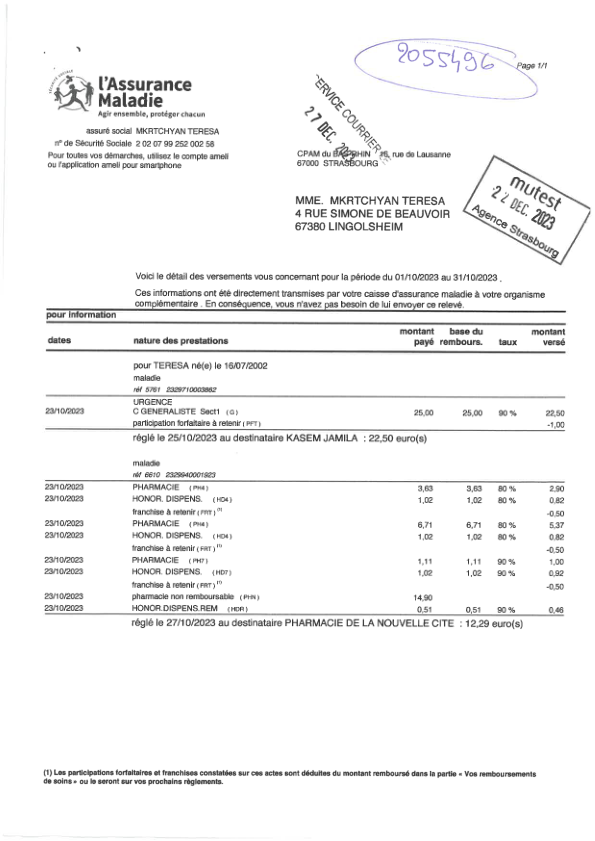 2055496
Page 1/1
SÉCURITÉ SOCIALE
l'Assurance
Maladie
Agir ensemble, protéger chacun
assuré social MKRTCHYAN TERESA
n° de Sécurité Sociale 2 02 07 99 252 002 58
Pour toutes vos démarches, utilisez le compte ameli
ou l'application ameli pour smartphone
SERVICE COURRIER
27 DEC.
CPAM du BAS RHIN 16, rue de Lausanne
67000 STRASBOURG
mutest
22 DEC. 2023
Agence Strasbourg
MME. MKRTCHYAN TERESA
4 RUE SIMONE DE BEAUVOIR
67380 LINGOLSHEIM
Voici le détail des versements vous concernant pour la période du 01/10/2023 au 31/10/2023 .
Ces informations ont été directement transmises par votre caisse d'assurance maladie à votre organisme
complémentaire . En conséquence, vous n'avez pas besoin de lui envoyer ce relevé.
pour information
dates nature des prestations montant payé base du rembours. taux montant versé
pour TERESA né(e) le 16/07/2002
maladie
réf 5761 2329710003862
URGENCE
23/10/2023 C GENERALISTE Sect1 (G) 25,00 25,00 90 % 22,50
participation forfaitaire à retenir (PFT) -1,00
réglé le 25/10/2023 au destinataire KASEM JAMILA : 22,50 euro(s)
maladie
réf 6610 2329940001923
23/10/2023 PHARMACIE (PH4) 3,63 3,63 80 % 2,90
23/10/2023 HONOR. DISPENS. (HD4) 1,02 1,02 80 % 0,82
franchise à retenir (FRT) (1) -0,50
23/10/2023 PHARMACIE (PH4) 6,71 6,71 80 % 5,37
23/10/2023 HONOR. DISPENS. (HD4) 1,02 1,02 80 % 0,82
franchise à retenir (FRT) (1) -0,50
23/10/2023 PHARMACIE (PH7) 1,11 1,11 90 % 1,00
23/10/2023 HONOR. DISPENS. (HD7) 1,02 1,02 90 % 0,92
franchise à retenir (FRT) (1) -0,50
23/10/2023 pharmacie non remboursable (PHN) 14,90
23/10/2023 HONOR.DISPENS.REM (HDR) 0,51 0,51 90 % 0,46
réglé le 27/10/2023 au destinataire PHARMACIE DE LA NOUVELLE CITE : 12,29 euro(s)
(1) Les participations forfaitaires et franchises constatées sur ces actes sont déduites du montant remboursé dans la partie « Vos remboursements
de soins » ou le seront sur vos prochains règlements.